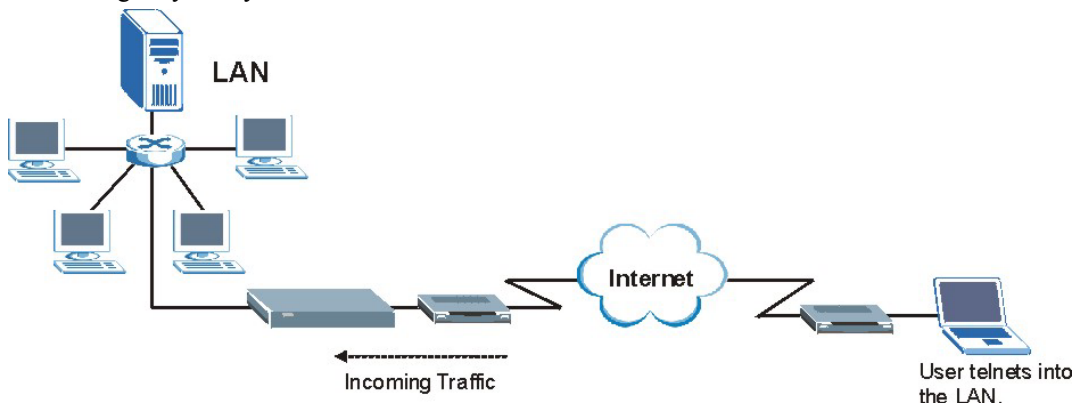 LAN
Internet
Incoming Traffic
User telnets into
the LAN.